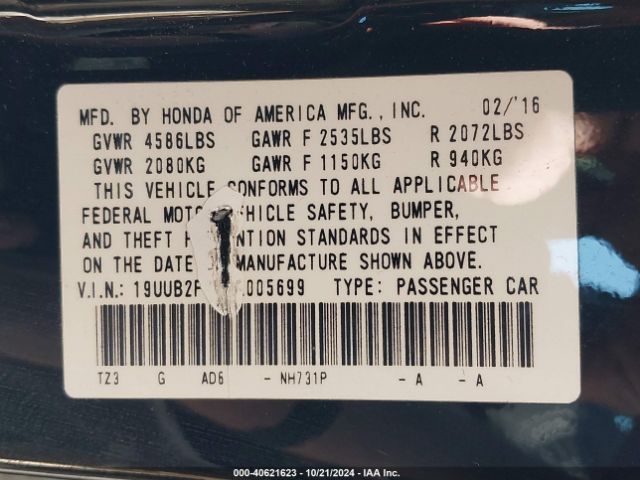 MFD. BY HONDA OF AMERICA MFG., INC. 02/'16
GVWR 4586LBS GAWR F 2535LBS R 2072LBS
GVWR 2080KG GAWR F 1150KG R 940KG
THIS VEHICLE CONFORMS TO ALL APPLICABLE
FEDERAL MOTOR VEHICLE SAFETY, BUMPER,
AND THEFT P ENTION STANDARDS IN EFFECT
ON THE DATE MANUFACTURE SHOWN ABOVE.
V.I.N.: 19UUB2F 005699 TYPE: PASSENGER CAR
TZ3 G AD6 - NH731P - A - A
000-40621623 - 10/21/2024 - IAA Inc.